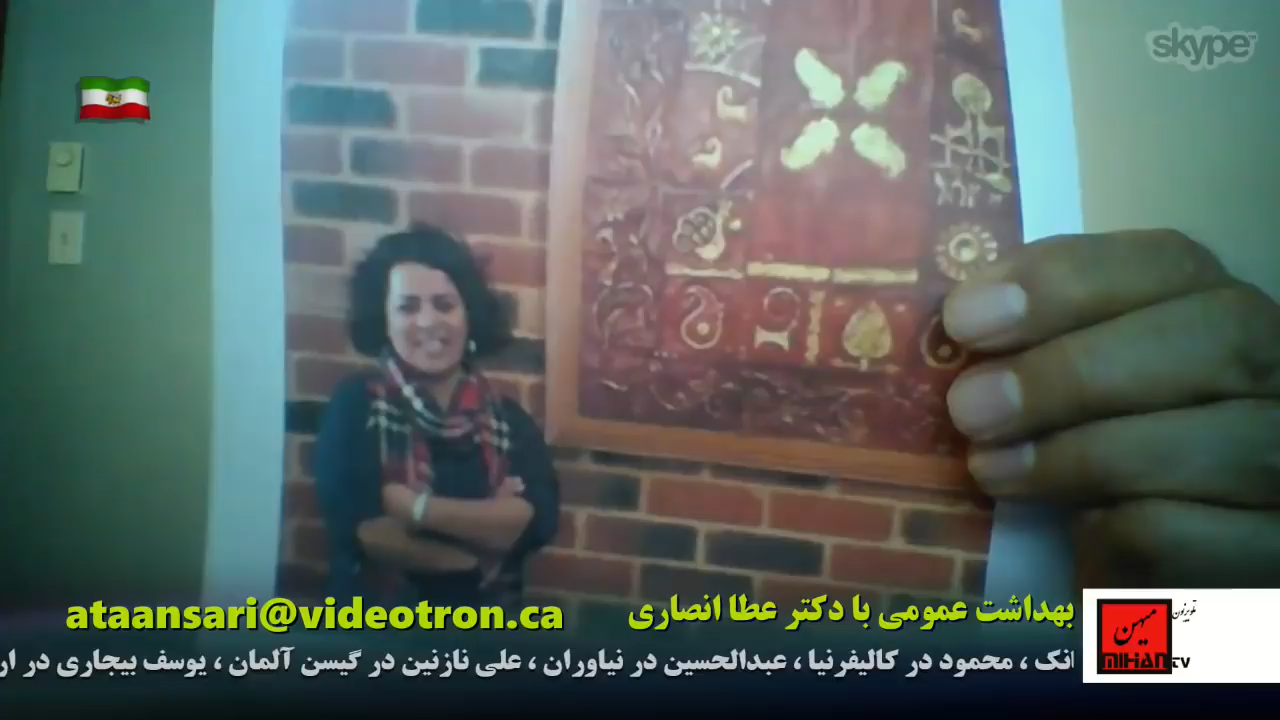 skype™
ataansari@videotron.ca
بهداشت عمومی با دکتر عطا انصاری
انک ، محمود در کالیفرنیا ، عبدالحسین در نیاوران ، علی نازنین در گیسن آلمان ، یوسف بیجاری در ار
تلویزیون
میهن
MIHAN TV